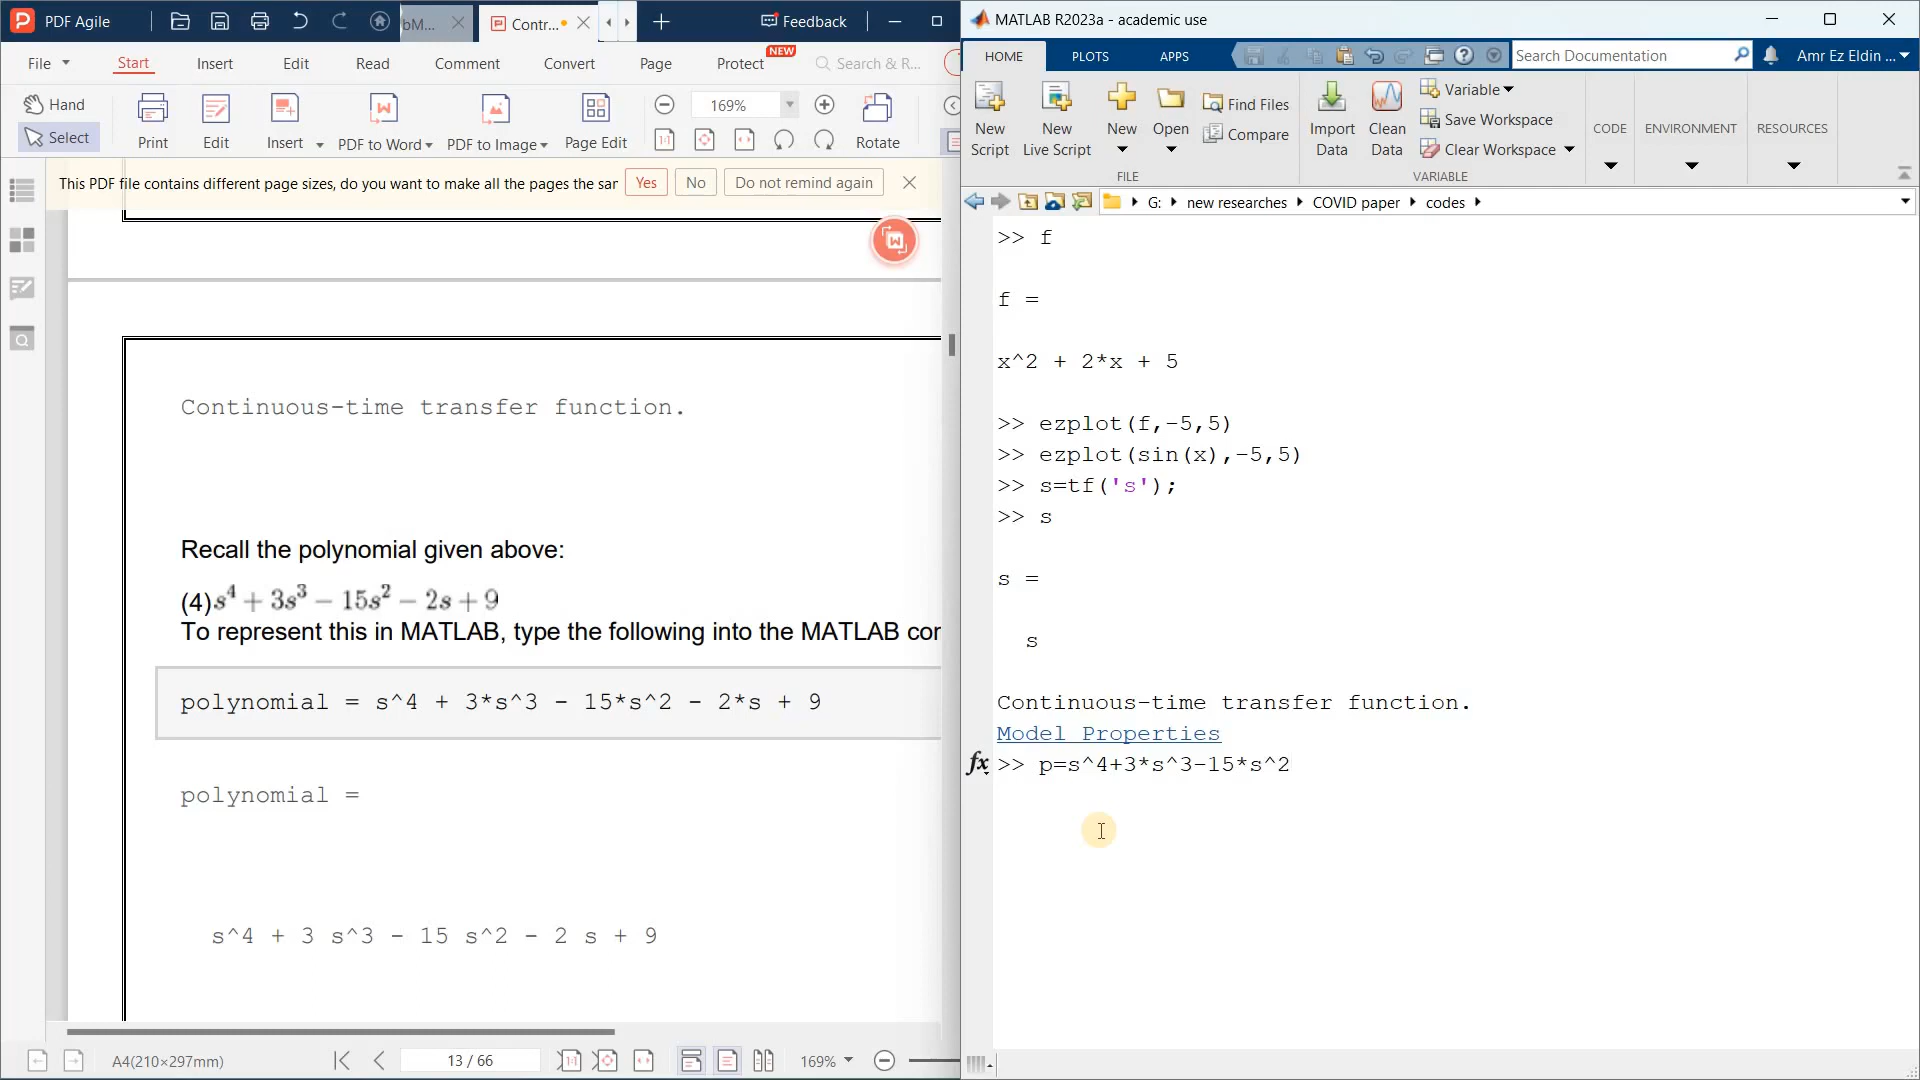 PDF Agile
bM...
Contr...
Feedback
File
Start
Insert
Edit
Read
Comment
Convert
Page
Protect
NEW
Search & R...
Hand
Select
Print
Edit
Insert
PDF to Word
PDF to Image
Page Edit
169%
Rotate
This PDF file contains different page sizes, do you want to make all the pages the sar
Yes
No
Do not remind again
Continuous-time transfer function.
Recall the polynomial given above:
(4)s^4 + 3s^3 − 15s^2 − 2s + 9
To represent this in MATLAB, type the following into the MATLAB cor
polynomial = s^4 + 3*s^3 - 15*s^2 - 2*s + 9
polynomial =
s^4 + 3 s^3 - 15 s^2 - 2 s + 9
A4(210×297mm)
13 / 66
169%
MATLAB R2023a - academic use
HOME
PLOTS
APPS
Search Documentation
Amr Ez Eldin ...
New Script
New Live Script
New
Open
Find Files
Compare
Import Data
Clean Data
Variable
Save Workspace
Clear Workspace
CODE
ENVIRONMENT
RESOURCES
FILE
VARIABLE
G: new researches COVID paper codes
>> f
f =
x^2 + 2*x + 5
>> ezplot(f,-5,5)
>> ezplot(sin(x),-5,5)
>> s=tf('s');
>> s
s =
s
Continuous-time transfer function.
Model Properties
fx >> p=s^4+3*s^3-15*s^2